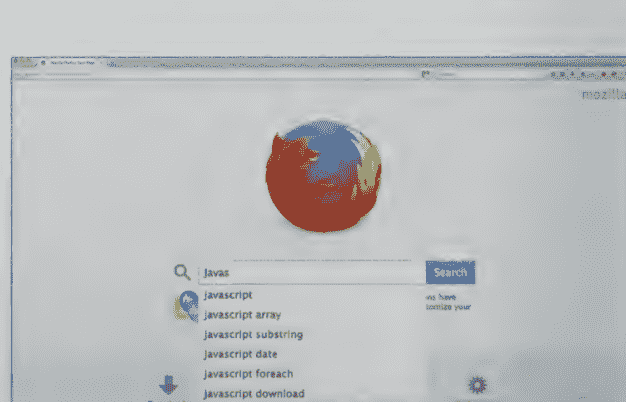 mozilla
Javas
Search
javascript
javascript array
javascript substring
javascript date
javascript foreach
javascript download